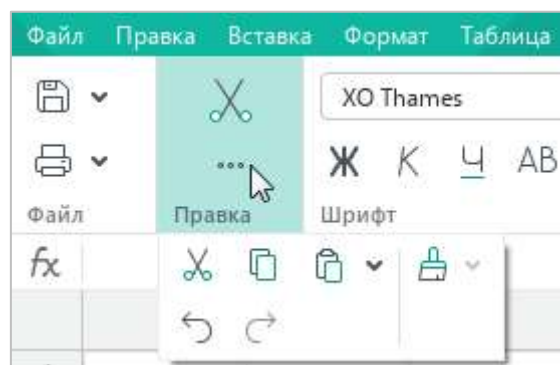 Файл Правка Вставка Формат Таблица
XO Thames
Ж К Ч АВ
Файл Правка Шрифт
fx